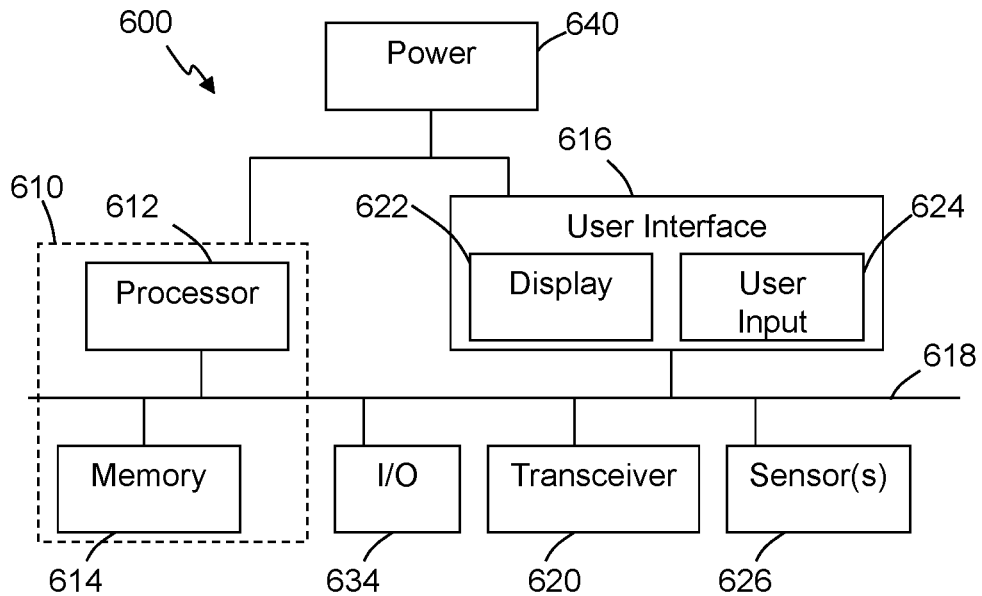 600
Power
640
616
610
612
622
User Interface
624
Processor
Display
User
Input
618
Memory
I/O
Transceiver
Sensor(s)
614
634
620
626